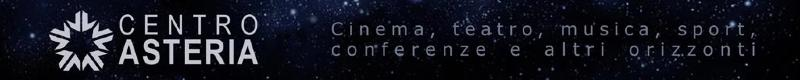 CENTRO
ASTERIA
Cinema, teatro, musica, sport,
conferenze e altri orizzonti